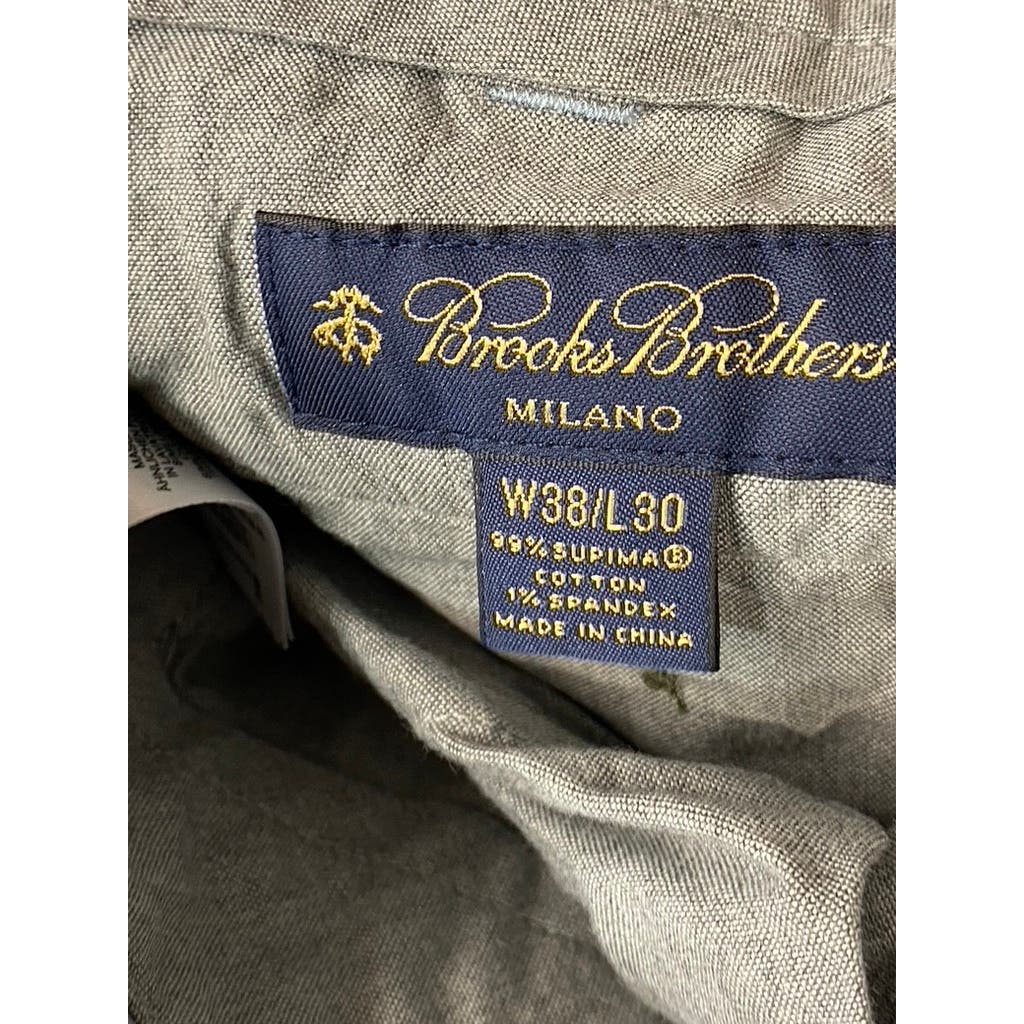 Brooks Brothers
MILANO
W38/L30
99% SUPIMA®
COTTON
1% SPANDEX
MADE IN CHINA